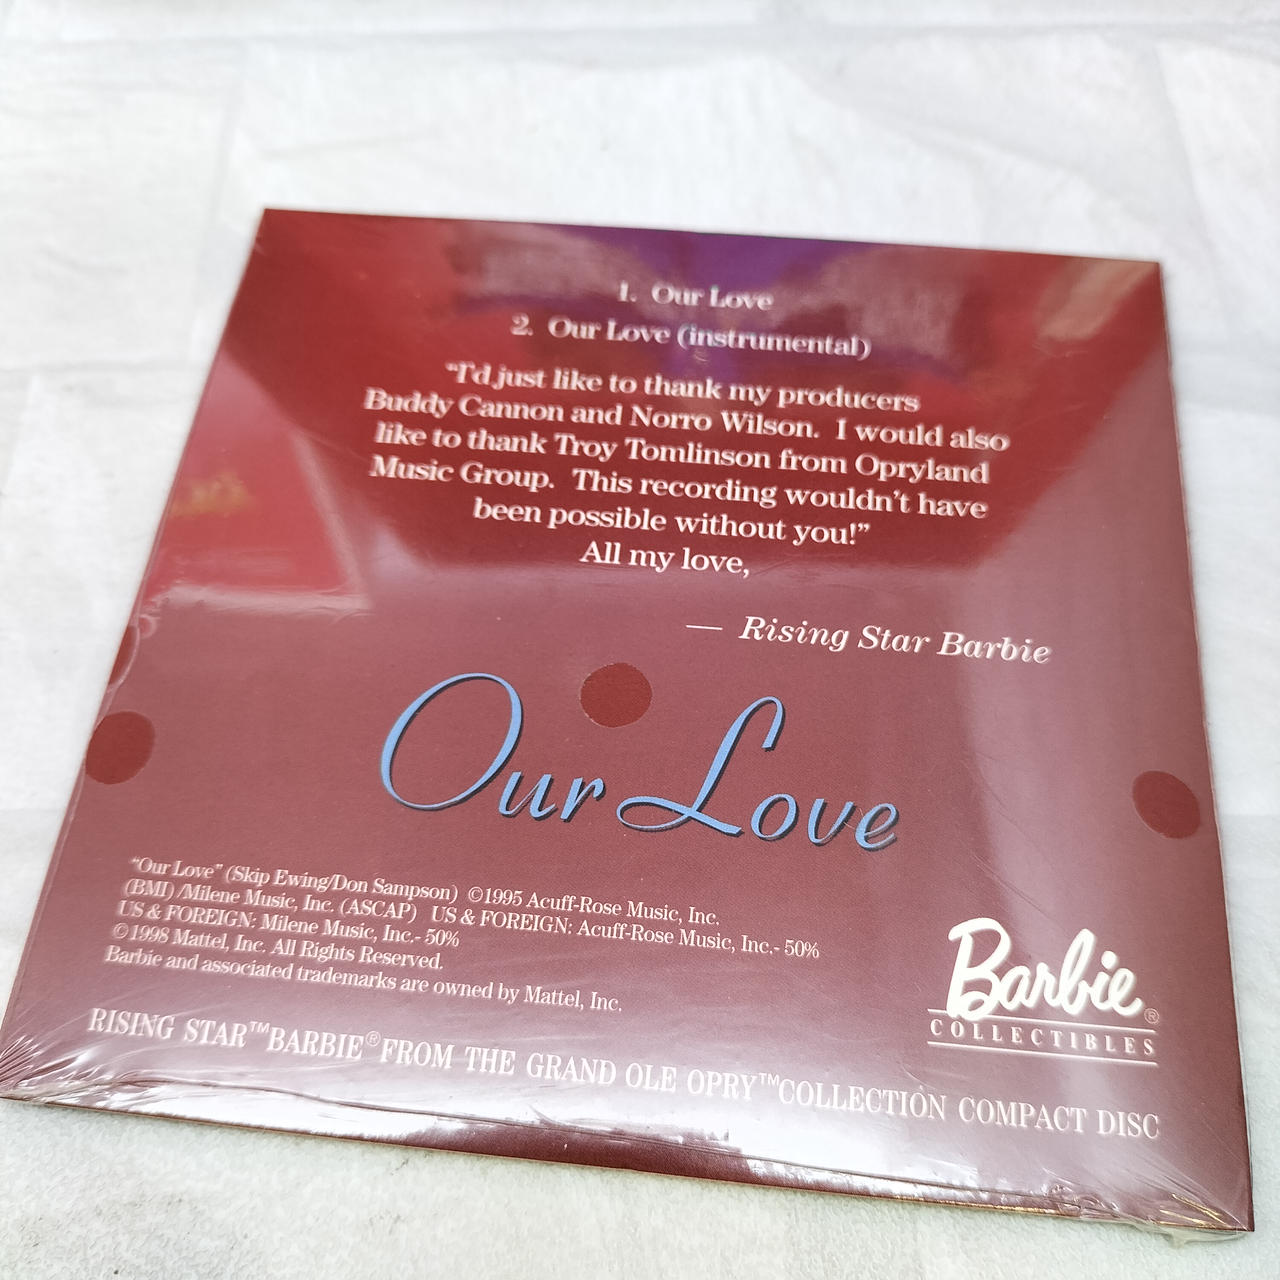 1. Our Love
2. Our Love (instrumental)
“I'd just like to thank my producers
Buddy Cannon and Norro Wilson. I would also
like to thank Troy Tomlinson from Opryland
Music Group. This recording wouldn't have
been possible without you!”
All my love,
— Rising Star Barbie
Our Love
“Our Love” (Skip Ewing/Don Sampson) ©1995 Acuff-Rose Music, Inc.
(BMI) /Milene Music, Inc. (ASCAP) US & FOREIGN: Acuff-Rose Music, Inc.- 50%
US & FOREIGN: Milene Music, Inc.- 50%
©1998 Mattel, Inc. All Rights Reserved.
Barbie and associated trademarks are owned by Mattel, Inc.
Barbie®
COLLECTIBLES
RISING STAR™ BARBIE® FROM THE GRAND OLE OPRY™ COLLECTION COMPACT DISC